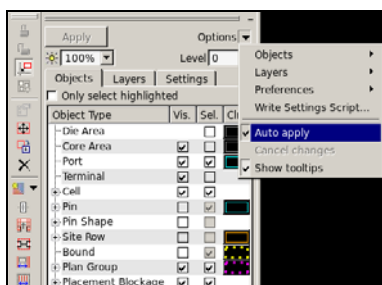 Apply
Options
100%
Level 0
Objects Layers Settings
Only select highlighted
Object Type Vis. Sel.
Die Area
Core Area
Port
Terminal
Cell
Pin
Pin Shape
Site Row
Bound
Plan Group
Placement Blockage
Objects
Layers
Preferences
Write Settings Script...
Auto apply
Cancel changes
Show tooltips